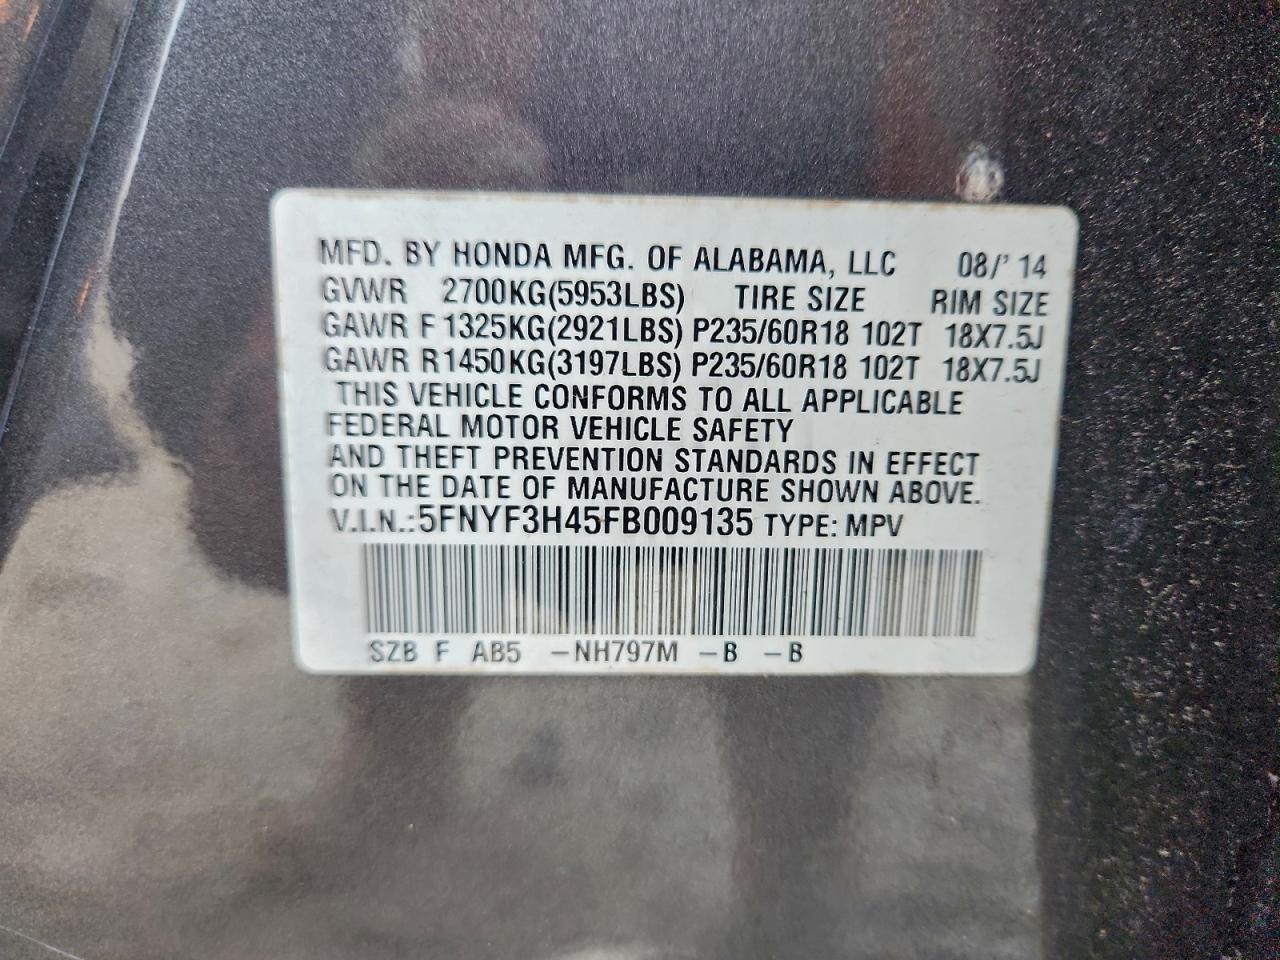 MFD. BY HONDA MFG. OF ALABAMA, LLC 08/' 14
GVWR 2700KG(5953LBS) TIRE SIZE RIM SIZE
GAWR F 1325KG(2921LBS) P235/60R18 102T 18X7.5J
GAWR R1450KG(3197LBS) P235/60R18 102T 18X7.5J
THIS VEHICLE CONFORMS TO ALL APPLICABLE
FEDERAL MOTOR VEHICLE SAFETY
AND THEFT PREVENTION STANDARDS IN EFFECT
ON THE DATE OF MANUFACTURE SHOWN ABOVE.
V.I.N.:5FNYF3H45FB009135 TYPE: MPV
SZB F AB5 -NH797M -B -B